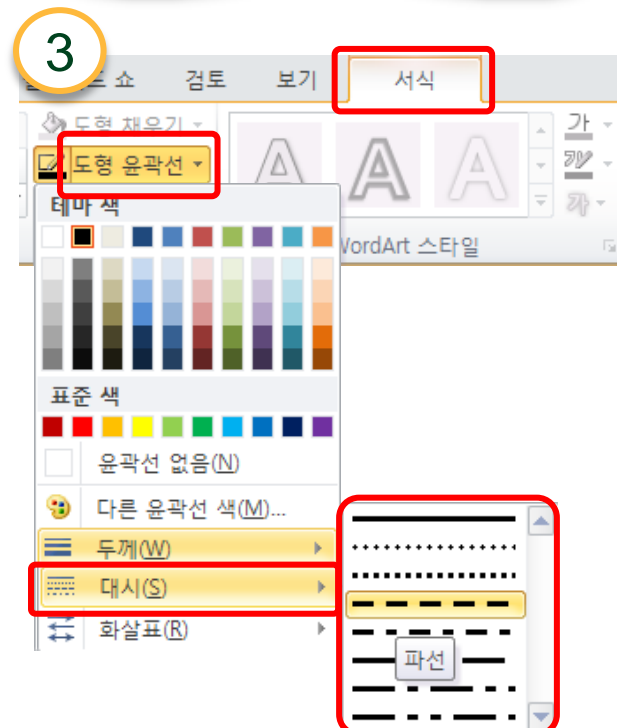 3
쇼 검토 보기 서식
도형 채우기
도형 윤곽선
가
가
테마 색
WordArt 스타일
표준 색
윤곽선 없음(N)
다른 윤곽선 색(M)...
두께(W)
대시(S)
화살표(R)
파선